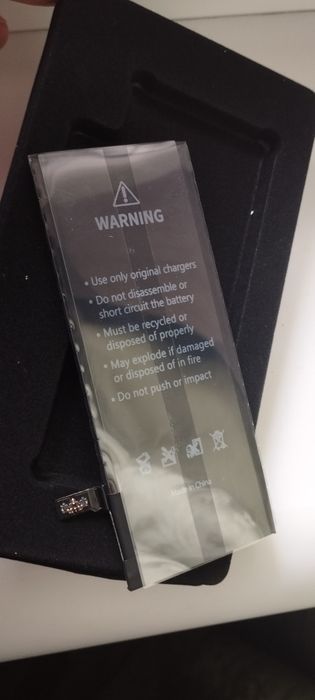 WARNING
• Use only original chargers
• Do not disassemble or
short circuit the battery
• Must be recycled or
disposed of properly
• May explode if damaged
or disposed of in fire
• Do not push or impact
Made in China